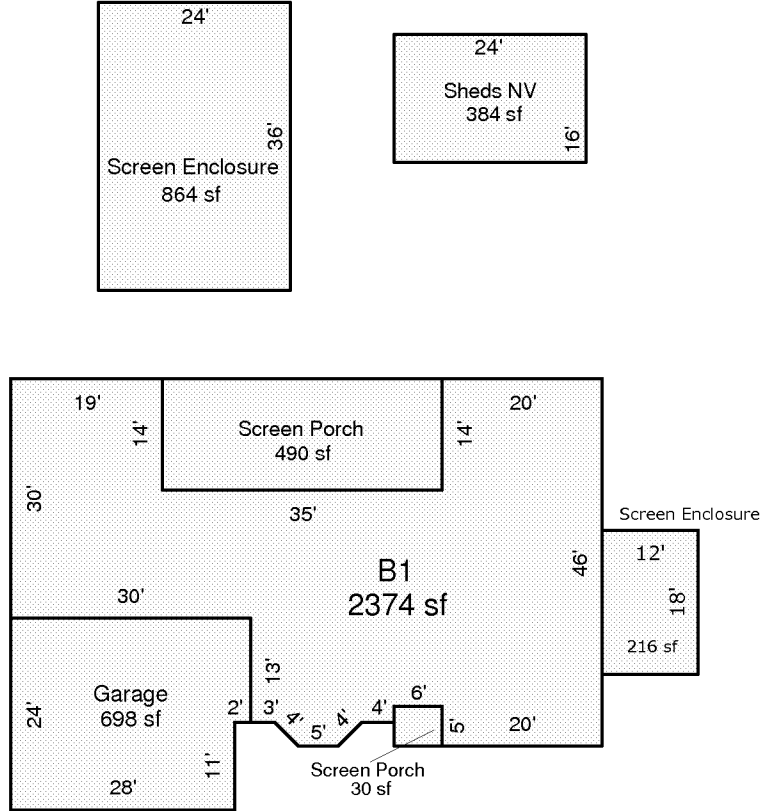 24'
36'
Screen Enclosure
864 sf
24'
Sheds NV
384 sf
16'
19'
14'
Screen Porch
490 sf
14'
20'
30'
35'
Screen Enclosure
12'
18'
216 sf
B1
2374 sf
46'
30'
13'
Garage
698 sf
24'
2'
3'
4'
5'
4'
4'
6'
5'
20'
11'
28'
Screen Porch
30 sf